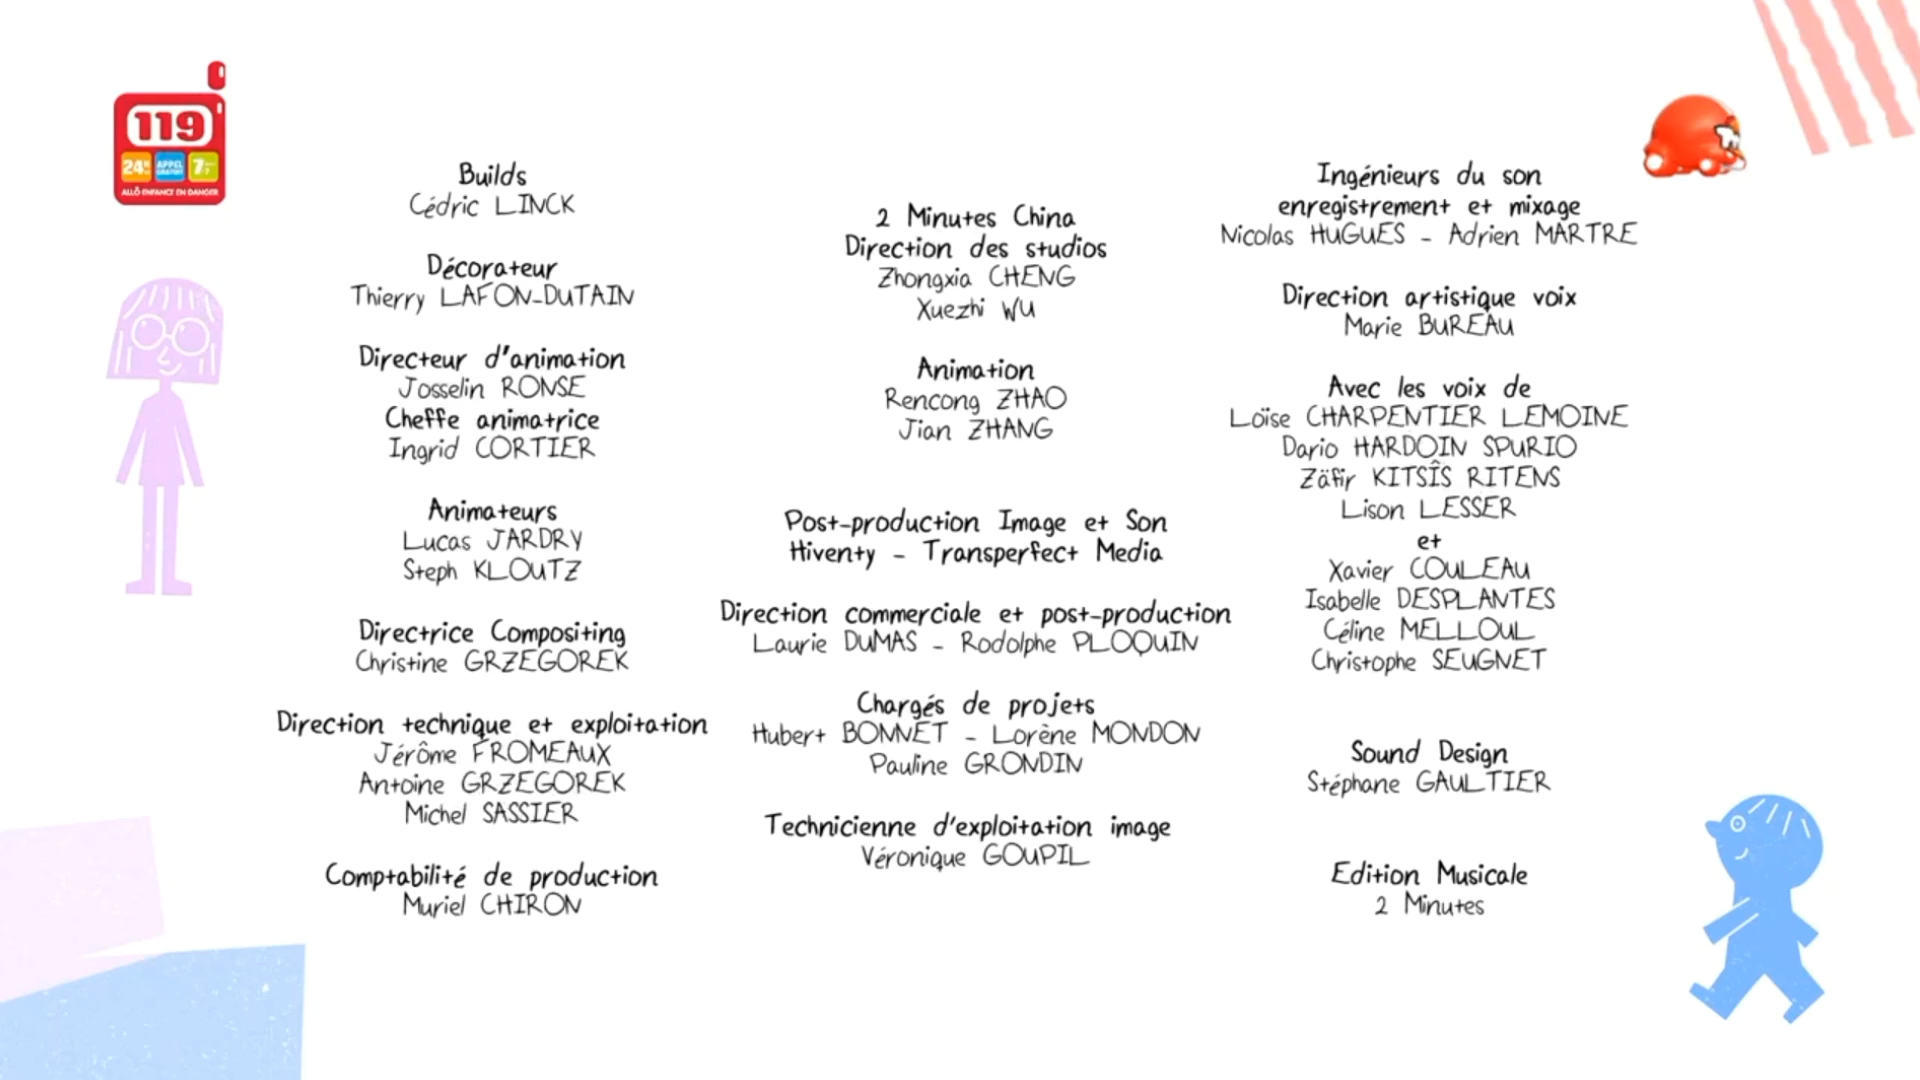 119
24H
APPEL
GRATUIT
7J/7
ALLÔ ENFANCE EN DANGER
Builds
Cédric LINCK
Décorateur
Thierry LAFON-DUTAIN
Directeur d'animation
Josselin RONSE
Cheffe animatrice
Ingrid CORTIER
Animateurs
Lucas JARDRY
Steph KLOUTZ
Directrice Compositing
Christine GRZEGOREK
Direction technique et exploitation
Jérôme FROMEAUX
Antoine GRZEGOREK
Michel SASSIER
Comptabilité de production
Muriel CHIRON
2 Minutes China
Direction des studios
Zhongxia CHENG
Xuezhi WU
Animation
Rencong ZHAO
Jian ZHANG
Post-production Image et Son
Hiventy - Transperfect Media
Direction commerciale et post-production
Laurie DUMAS - Rodolphe PLOQUIN
Chargés de projets
Hubert BONNET - Lorène MONDON
Pauline GRONDIN
Technicienne d'exploitation image
Véronique GOUPIL
Ingénieurs du son
enregistrement et mixage
Nicolas HUGUES - Adrien MARTRE
Direction artistique voix
Marie BUREAU
Avec les voix de
Loïse CHARPENTIER LEMOINE
Dario HARDOIN SPURIO
Zäfir KITSÎS RITENS
Lison LESSER
et
Xavier COULEAU
Isabelle DESPLANTES
Céline MELLOUL
Christophe SEUGNET
Sound Design
Stéphane GAULTIER
Edition Musicale
2 Minutes